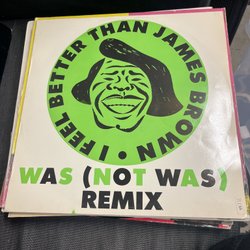 I FEEL BETTER THAN JAMES BROWN •
WAS (NOT WAS)
REMIX